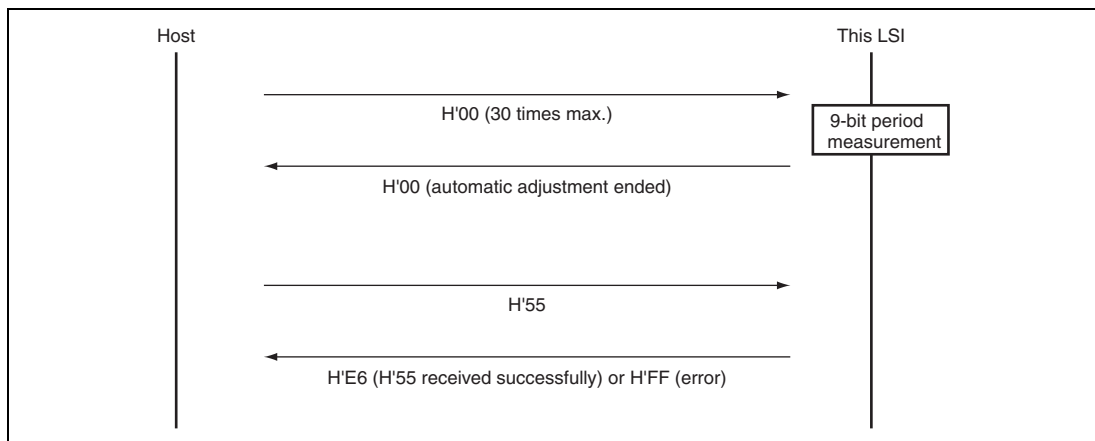 Host
This LSI
H'00 (30 times max.)
9-bit period
measurement
H'00 (automatic adjustment ended)
H'55
H'E6 (H'55 received successfully) or H'FF (error)